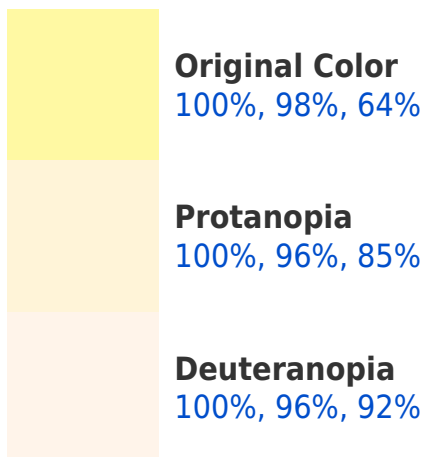 Original Color
100%, 98%, 64%
Protanopia
100%, 96%, 85%
Deuteranopia
100%, 96%, 92%